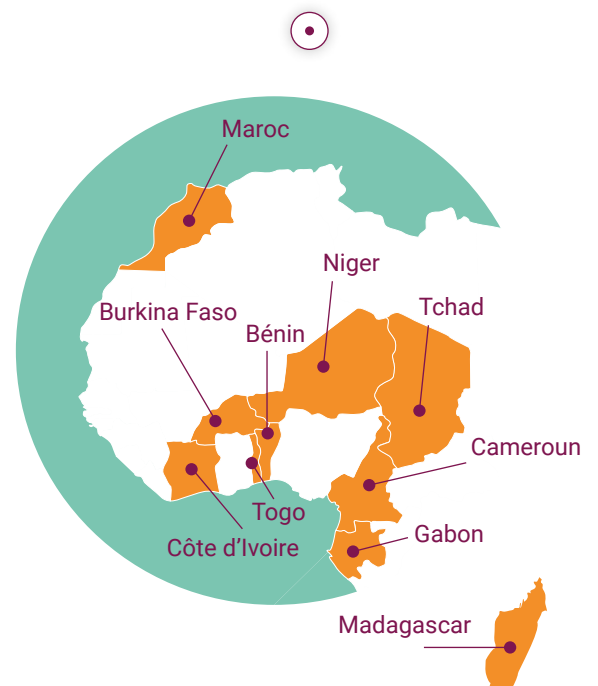 Maroc
Niger
Tchad
Burkina Faso
Bénin
Cameroun
Togo
Gabon
Côte d'Ivoire
Madagascar